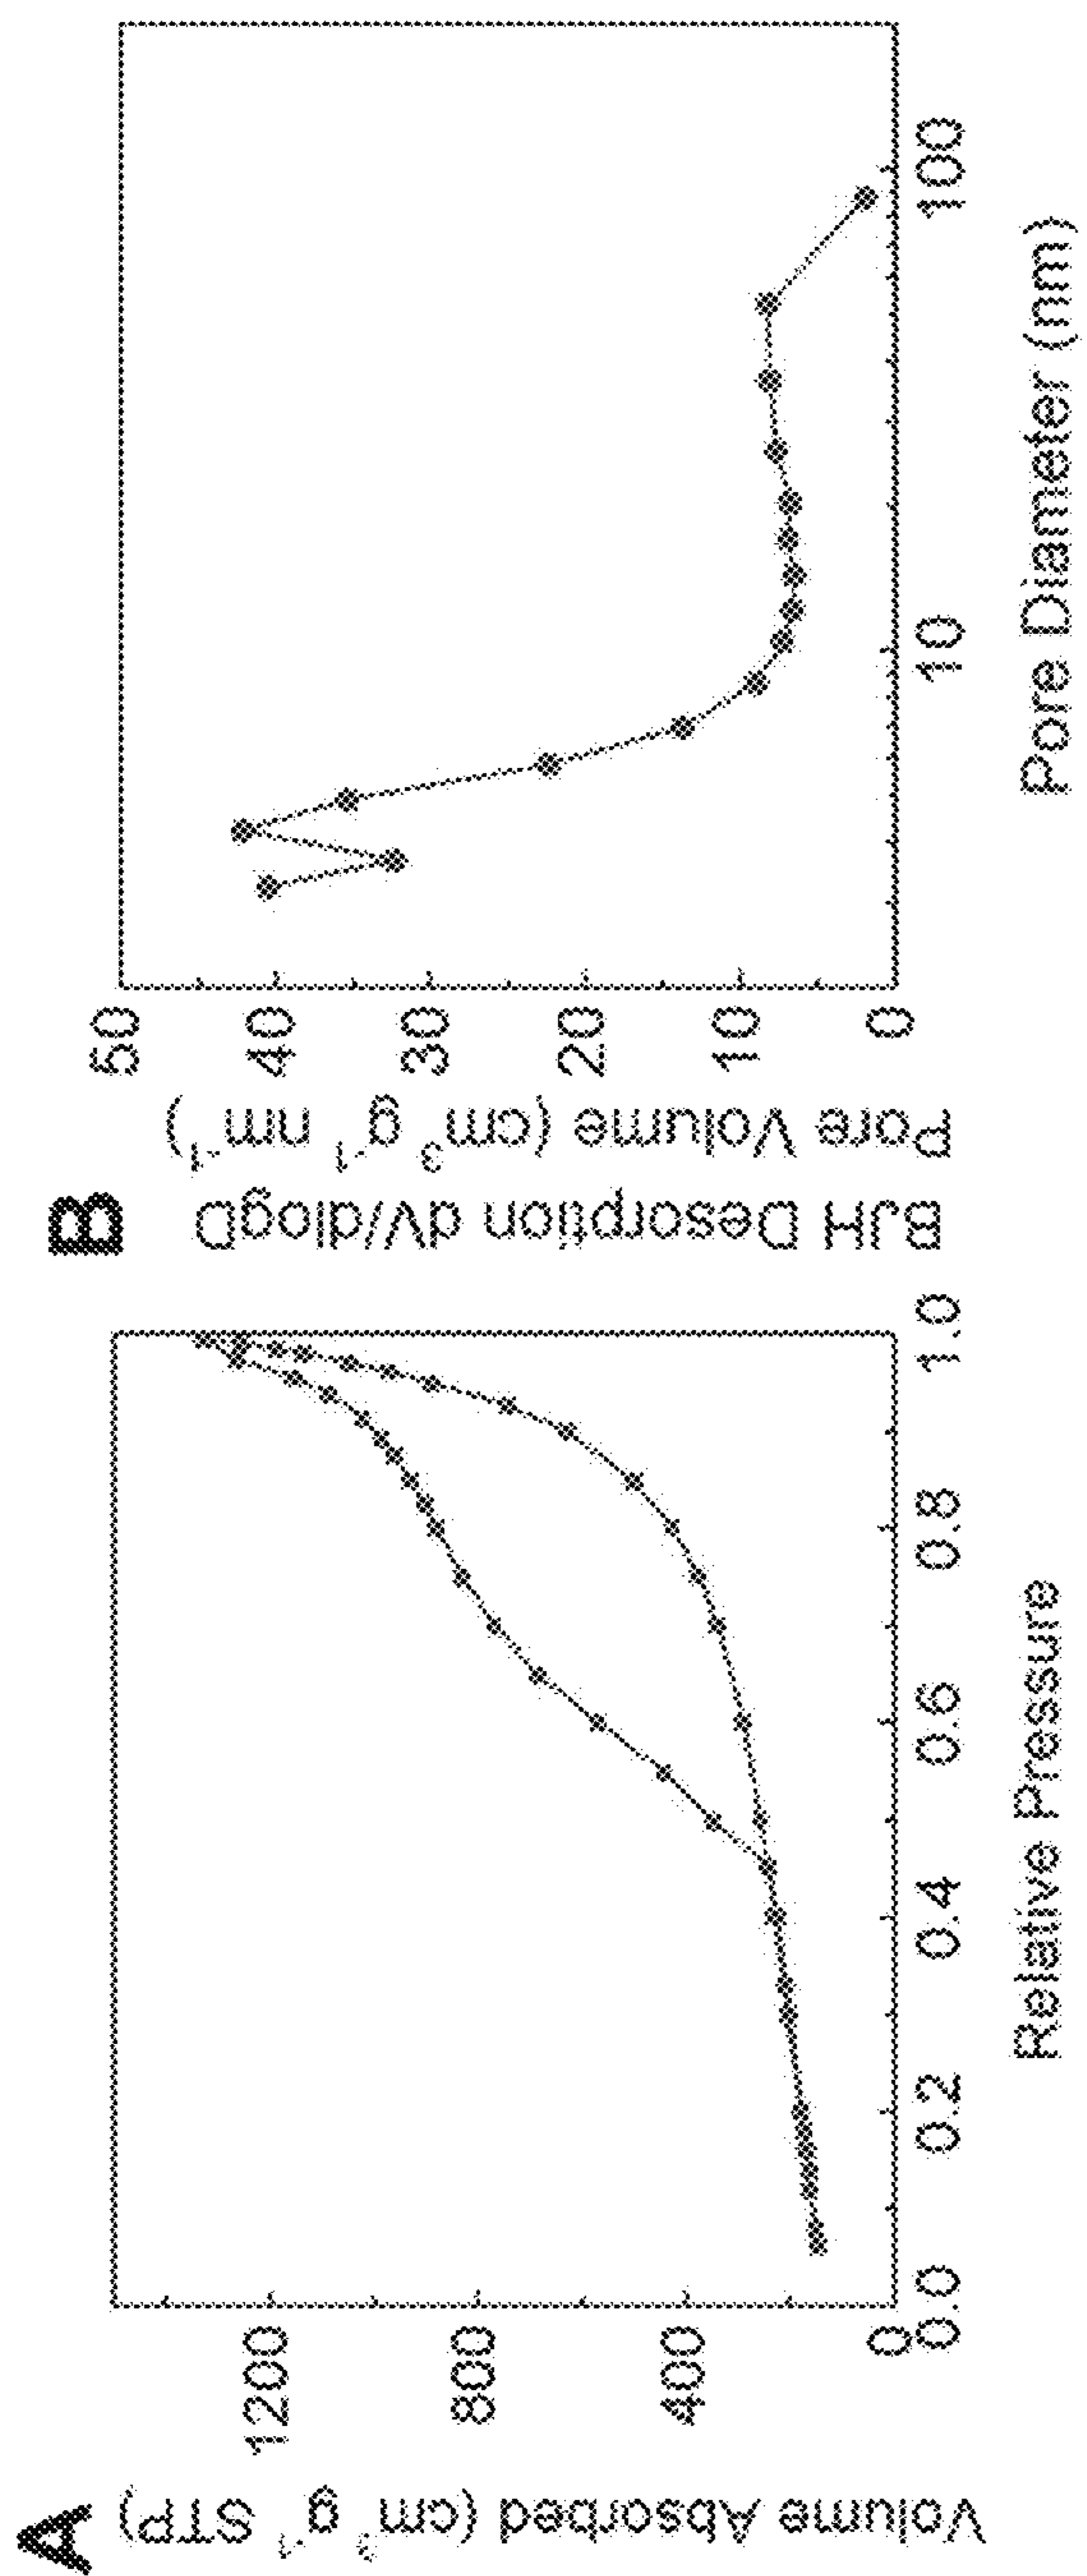 A
Volume Absorbed (cm³ g⁻¹ STP)
1200
800
400
0
0.0
0.2
0.4
0.6
0.8
1.0
Relative Pressure
B
BJH Desorption dV/dlogD
Pore Volume (cm³ g⁻¹ nm⁻¹)
50
40
30
20
10
0
10
100
Pore Diameter (nm)